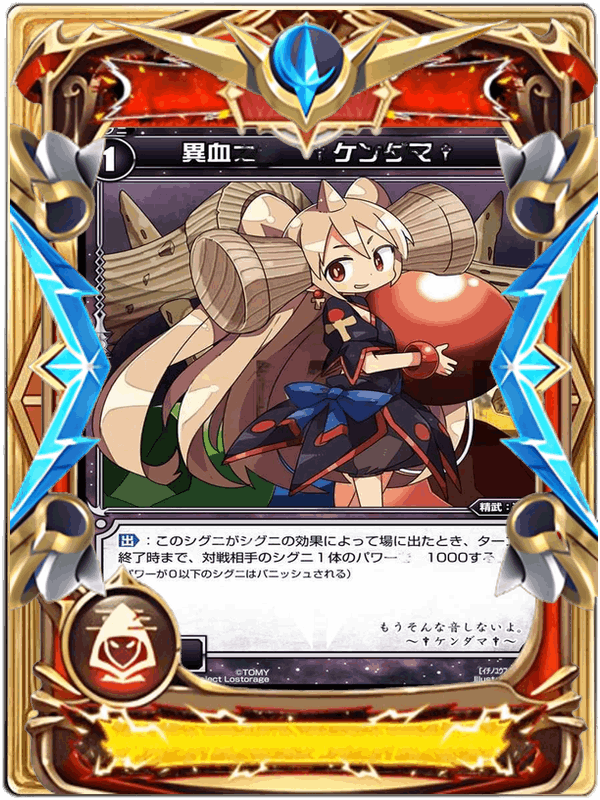 1
異血
†ケンダマ†
精武：
出：このシグニがシグニの効果によって場に出たとき、ター
終了時まで、対戦相手のシグニ１体のパワー 1000す
パワーが０以下のシグニはバニッシュされる）
もうそんな音しないよ。
～†ケンダマ†～
©TOMY
ject Lostorage
Illust